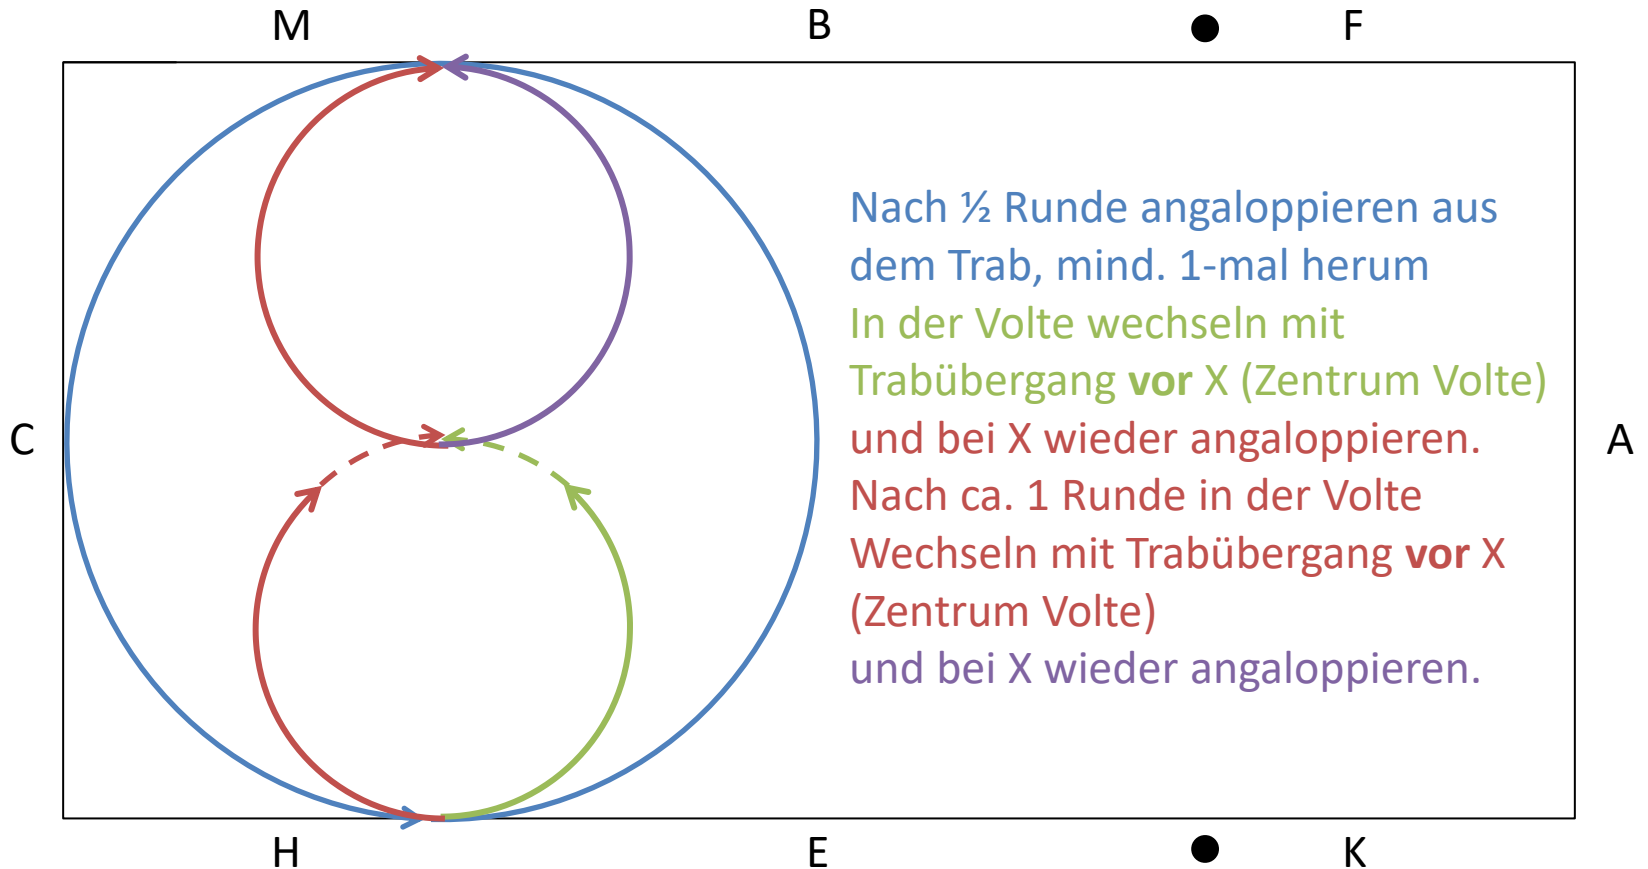 M B F
Nach ½ Runde angaloppieren aus
dem Trab, mind. 1-mal herum
In der Volte wechseln mit
Trabübergang vor X (Zentrum Volte)
C
und bei X wieder angaloppieren.
A
Nach ca. 1 Runde in der Volte
Wechseln mit Trabübergang vor X
(Zentrum Volte)
und bei X wieder angaloppieren.
H E K